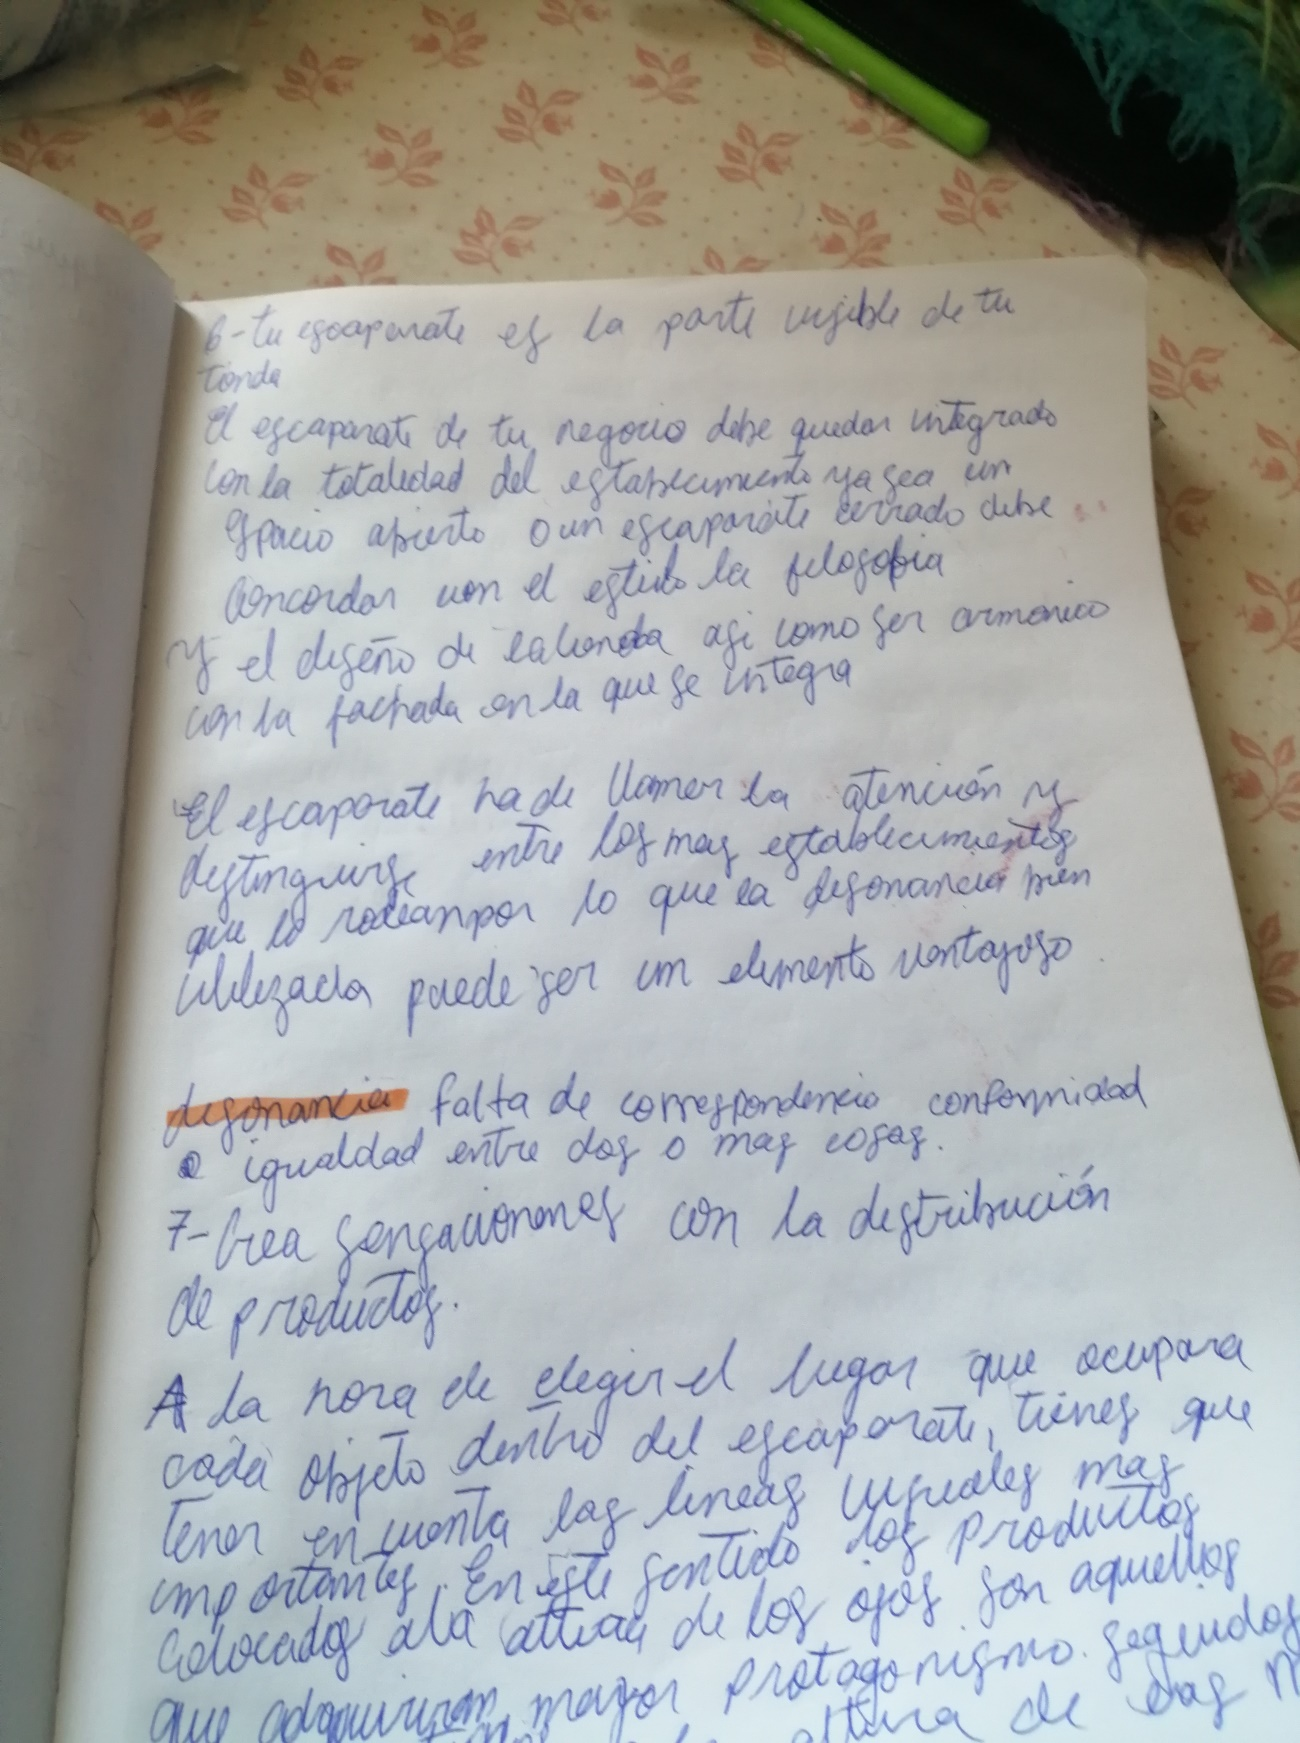 6-tu escaparate es la parte visible de tu
tienda
El escaparate de tu negocio debe quedar integrado
con la totalidad del establecimiento ya sea un
espacio abierto o un escaparate cerrado debe
concordar con el estilo la filosofia
y el diseño de la tienda asi como ser armonico
con la fachada en la que se integra
El escaparate ha de llamar la atención y
distinguirse entre los mas establecimientos
que lo rodean por lo que la disonancia bien
utilizada puede ser un elemento ventajoso
disonancia falta de correspondencia conformidad
o igualdad entre dos o mas cosas.
7- Crea sensacionenes con la distribución
de productos.
A la hora de elegir el lugar que ocupara
cada objeto dentro del escaparate, tienes que
tener en cuenta las lineas visuales mas
importantes. En este sentido los productos
colocados a la altura de los ojos son aquellos
que adquiriran mayor protagonismo. seguidos
altura de las